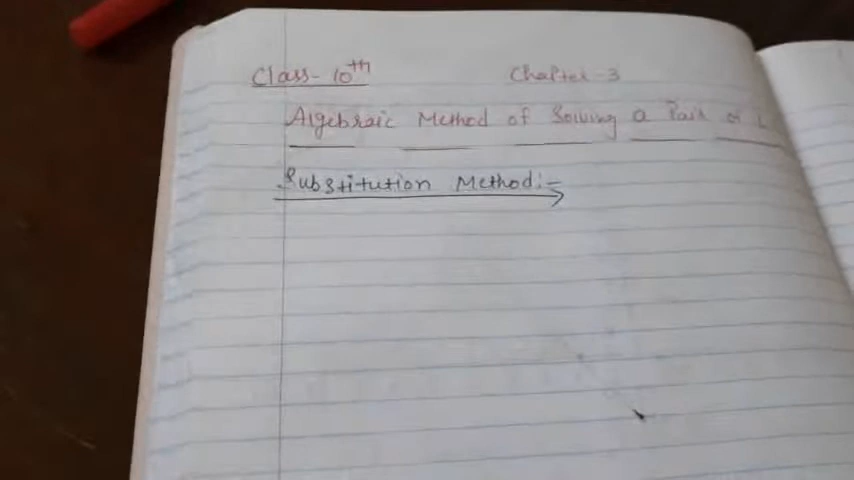 Class- 10th
Chapter-3
Algebraic Method of Solving a Pair of L
Substitution Method:-